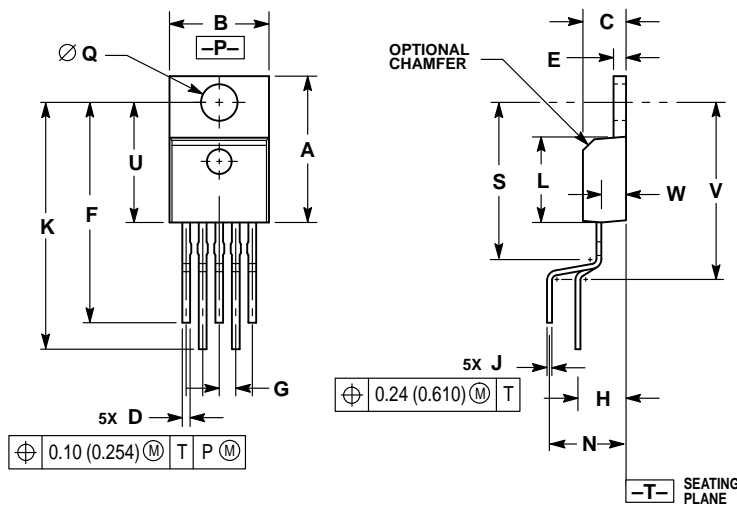 B
–P–
Ø Q
U
F
K
A
G
5X D
⌖ 0.10 (0.254) Ⓜ T P Ⓜ
C
OPTIONAL
CHAMFER
E
S
L
W
V
5X J
⌖ 0.24 (0.610) Ⓜ T
H
N
–T– SEATING
PLANE